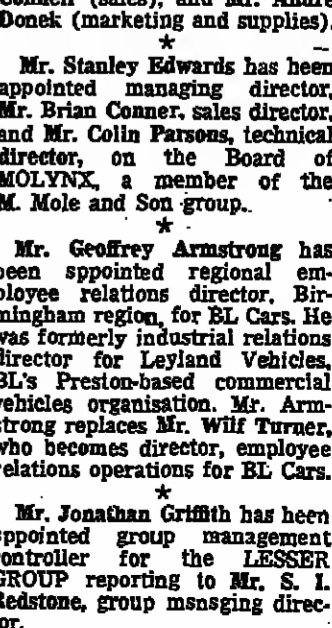 Connell (sales), and Mr. Andre
Donek (marketing and supplies).
★
Mr. Stanley Edwards has been
appointed managing director,
Mr. Brian Conner, sales director,
and Mr. Colin Parsons, technical
director, on the Board of
MOLYNX, a member of the
M. Mole and Son group..
★
Mr. Geoffrey Armstrong has
been sppointed regional em-
ployee relations director, Bir-
mingham region, for BL Cars. He
was formerly industrial relations
director for Leyland Vehicles,
BL's Preston-based commercial
vehicles organisation. Mr. Arm-
strong replaces Mr. Wilf Turner,
who becomes director, employee
relations operations for BL Cars.
★
Mr. Jonathan Griffith has been
appointed group management
controller for the LESSER
GROUP reporting to Mr. S. I.
Redstone, group msnsging direc-
tor.